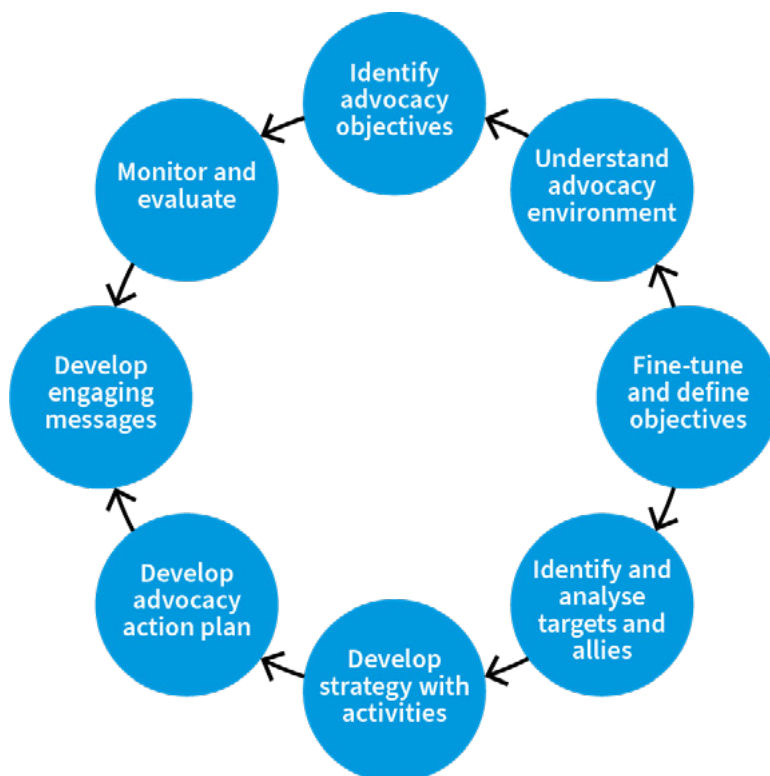 Identify
advocacy
objectives
Understand
advocacy
environment
Fine-tune
and define
objectives
Identify and
analyse
targets and
allies
Develop
strategy with
activities
Develop
advocacy
action plan
Develop
engaging
messages
Monitor and
evaluate